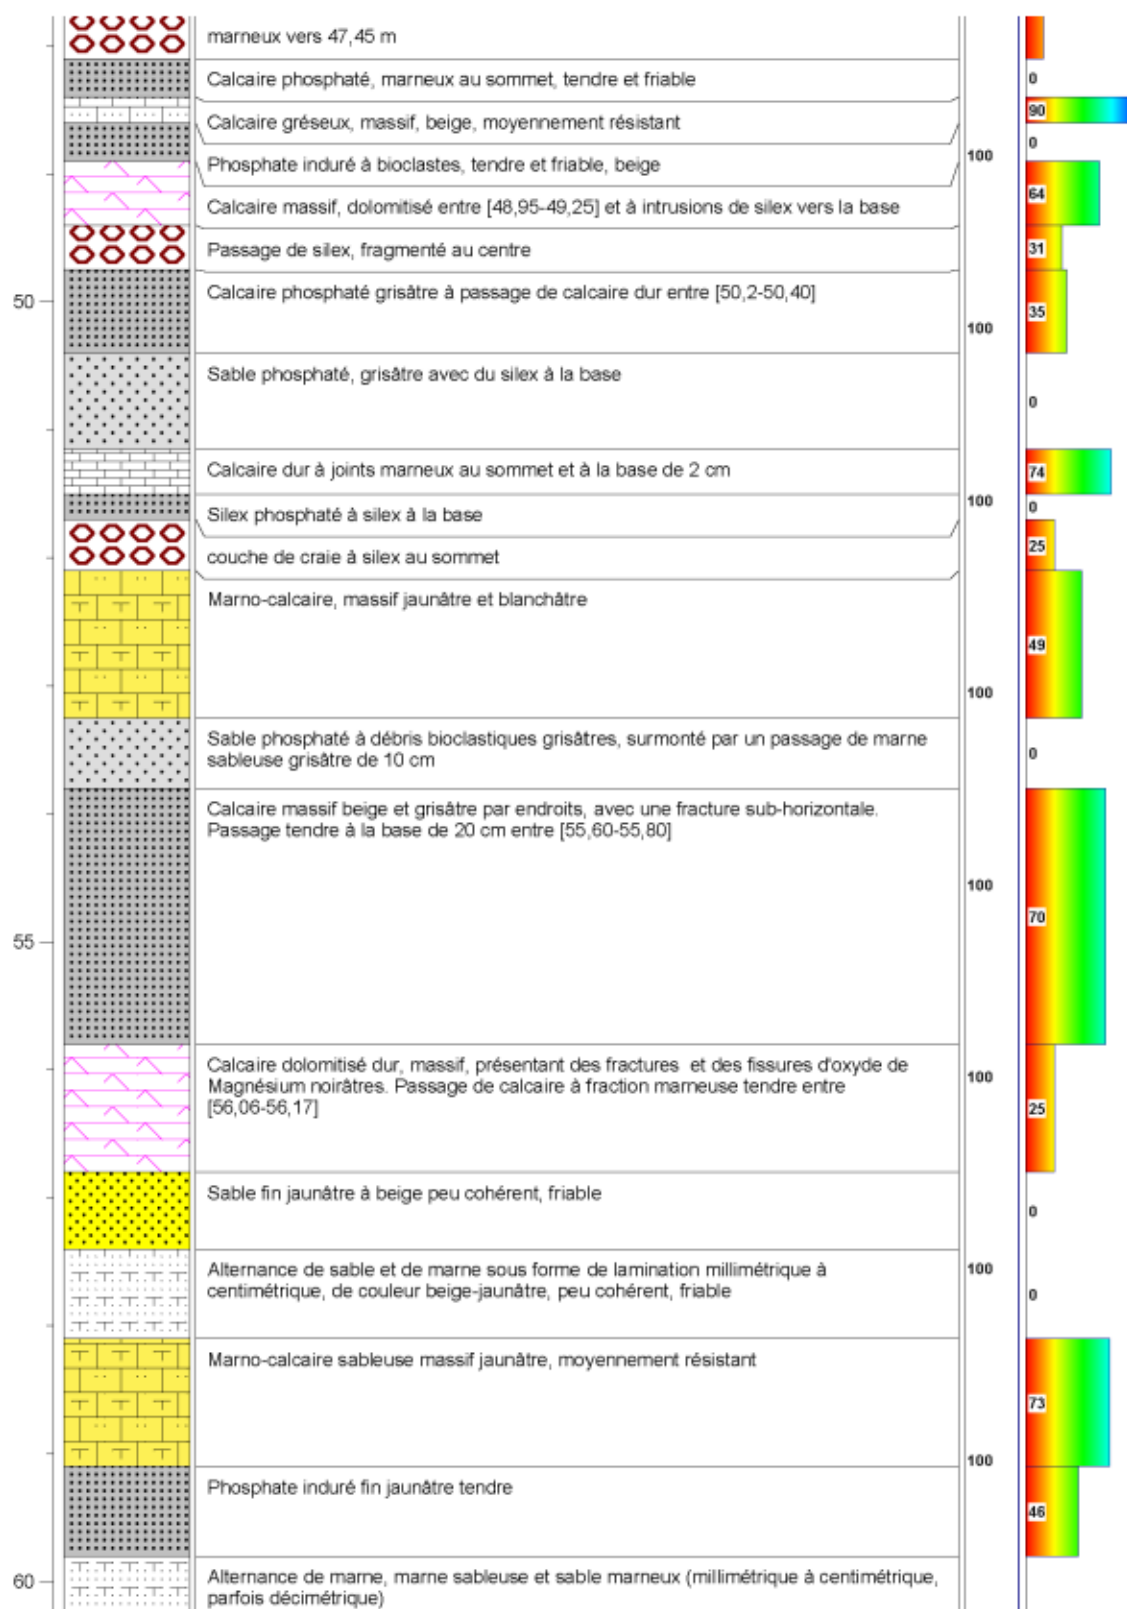 marneux vers 47,45 m
Calcaire phosphaté, marneux au sommet, tendre et friable
0
90
Calcaire gréseux, massif, beige, moyennement résistant
0
100
Phosphate induré à bioclastes, tendre et friable, beige
64
Calcaire massif, dolomitisé entre [48,95-49,25] et à intrusions de silex vers la base
Passage de silex, fragmenté au centre
31
Calcaire phosphaté grisâtre à passage de calcaire dur entre [50,2-50,40]
50
35
100
Sable phosphaté, grisâtre avec du silex à la base
0
Calcaire dur à joints marneux au sommet et à la base de 2 cm
74
100
0
Silex phosphaté à silex à la base
25
couche de craie à silex au sommet
Marno-calcaire, massif jaunâtre et blanchâtre
49
100
Sable phosphaté à débris bioclastiques grisâtres, surmonté par un passage de marne
sableuse grisâtre de 10 cm
0
Calcaire massif beige et grisâtre par endroits, avec une fracture sub-horizontale.
Passage tendre à la base de 20 cm entre [55,60-55,80]
100
70
55
Calcaire dolomitisé dur, massif, présentant des fractures et des fissures d'oxyde de
Magnésium noirâtres. Passage de calcaire à fraction marneuse tendre entre
[56,06-56,17]
100
25
Sable fin jaunâtre à beige peu cohérent, friable
0
Alternance de sable et de marne sous forme de lamination millimétrique à
centimétrique, de couleur beige-jaunâtre, peu cohérent, friable
100
0
Marno-calcaire sableuse massif jaunâtre, moyennement résistant
73
100
Phosphate induré fin jaunâtre tendre
46
60
Alternance de marne, marne sableuse et sable marneux (millimétrique à centimétrique,
parfois décimétrique)